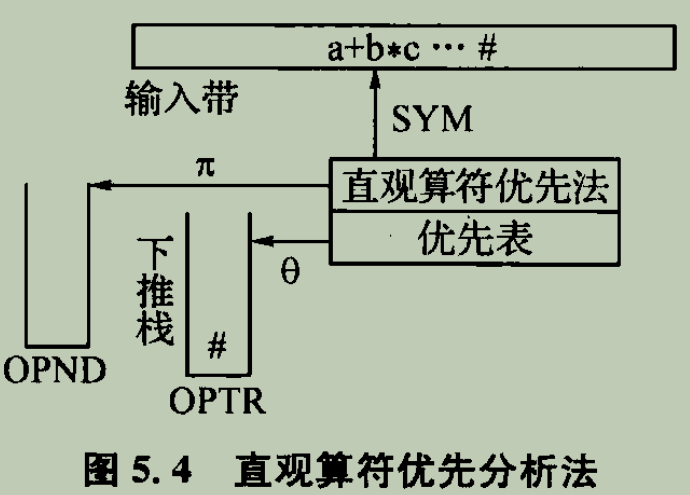 a+b*c … #
输入带
SYM
π
直观算符优先法
优先表
θ
下推栈
#
OPND
OPTR
图 5.4 直观算符优先分析法